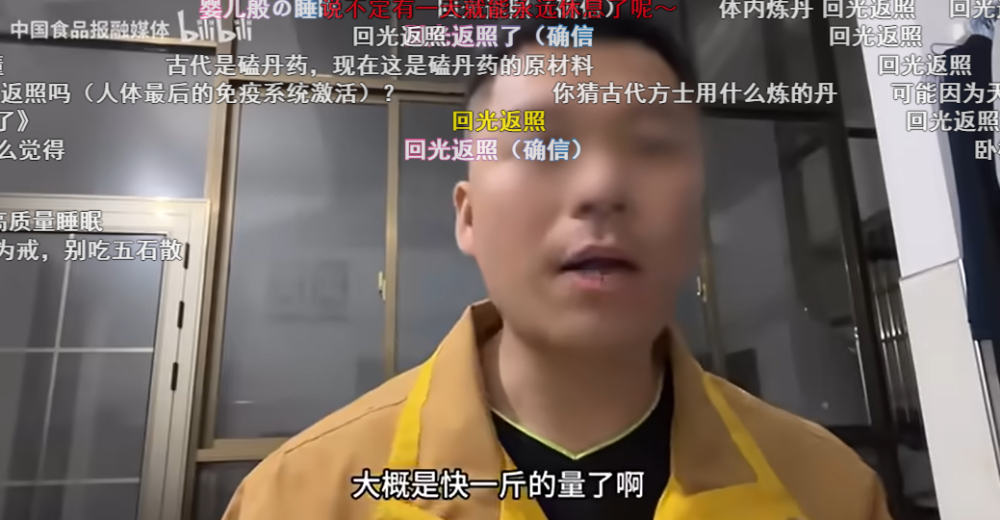 婴儿般の睡
说不定有一天就能永远休息了呢~
体内炼丹 回光返照
中国食品报融媒体 bilibili
回光返照
回光返照了（确信
回光返照
古代是磕丹药，现在这是磕丹药的原材料
回光返照
返照吗（人体最后的免疫系统激活）？
你猜古代方士用什么炼的丹
可能因为天
了》
回光返照
回光返照
么觉得
回光返照（确信）
高质量睡眠
为戒，别吃五石散
大概是快一斤的量了啊